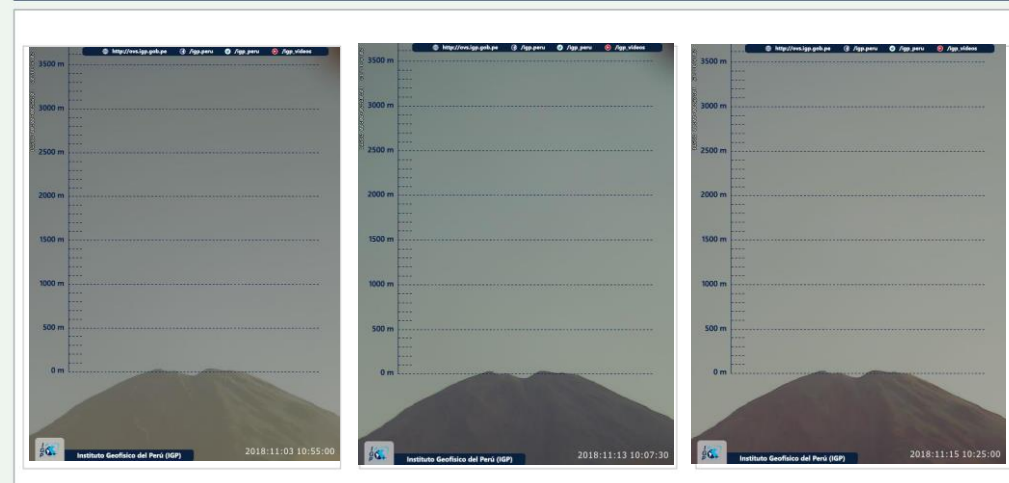 http://ovs.igp.gob.pe /igp.peru /igp_peru /igp_videos
3500 m
3000 m
2500 m
2000 m
1500 m
1000 m
500 m
0 m
Instituto Geofísico del Perú (IGP)
2018:11:03 10:55:00
http://ovs.igp.gob.pe /igp.peru /igp_peru /igp_videos
3500 m
3000 m
2500 m
2000 m
1500 m
1000 m
500 m
0 m
Instituto Geofísico del Perú (IGP)
2018:11:13 10:07:30
http://ovs.igp.gob.pe /igp.peru /igp_peru /igp_videos
3500 m
3000 m
2500 m
2000 m
1500 m
1000 m
500 m
0 m
Instituto Geofísico del Perú (IGP)
2018:11:15 10:25:00